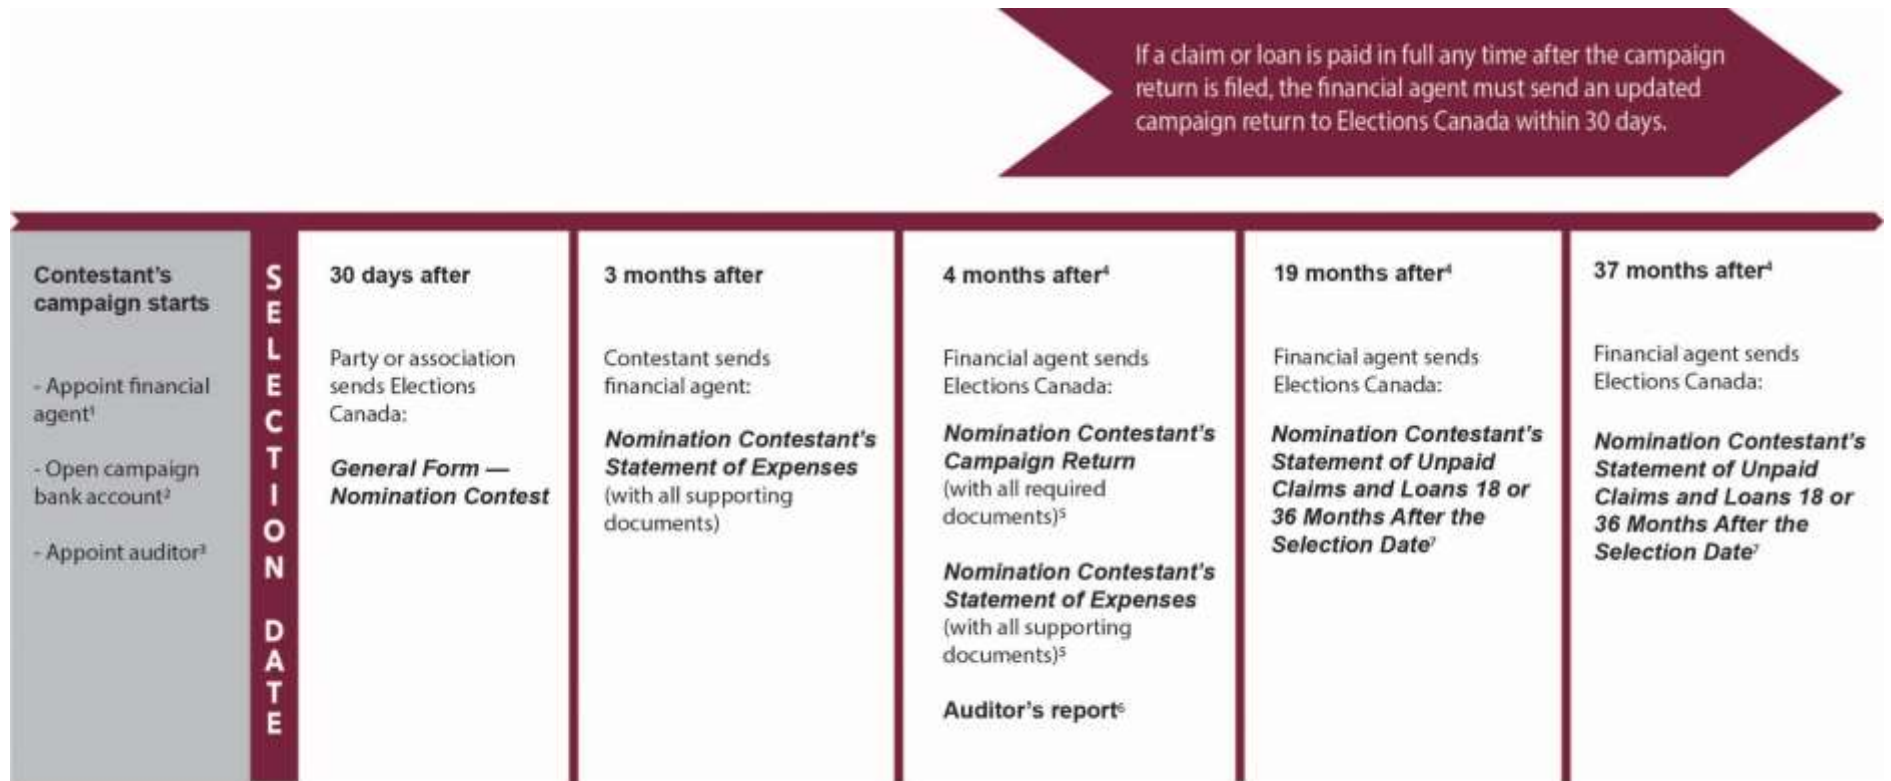 If a claim or loan is paid in full any time after the campaign
return is filed, the financial agent must send an updated
campaign return to Elections Canada within 30 days.
Contestant's
campaign starts
- Appoint financial
agent¹
- Open campaign
bank account²
- Appoint auditor³
SELECTION DATE
30 days after
Party or association
sends Elections
Canada:
General Form —
Nomination Contest
3 months after
Contestant sends
financial agent:
Nomination Contestant's
Statement of Expenses
(with all supporting
documents)
4 months after⁴
Financial agent sends
Elections Canada:
Nomination Contestant's
Campaign Return
(with all required
documents)⁵
Nomination Contestant's
Statement of Expenses
(with all supporting
documents)⁵
Auditor's report⁶
19 months after⁴
Financial agent sends
Elections Canada:
Nomination Contestant's
Statement of Unpaid
Claims and Loans 18 or
36 Months After the
Selection Date⁷
37 months after⁴
Financial agent sends
Elections Canada:
Nomination Contestant's
Statement of Unpaid
Claims and Loans 18 or
36 Months After the
Selection Date⁷